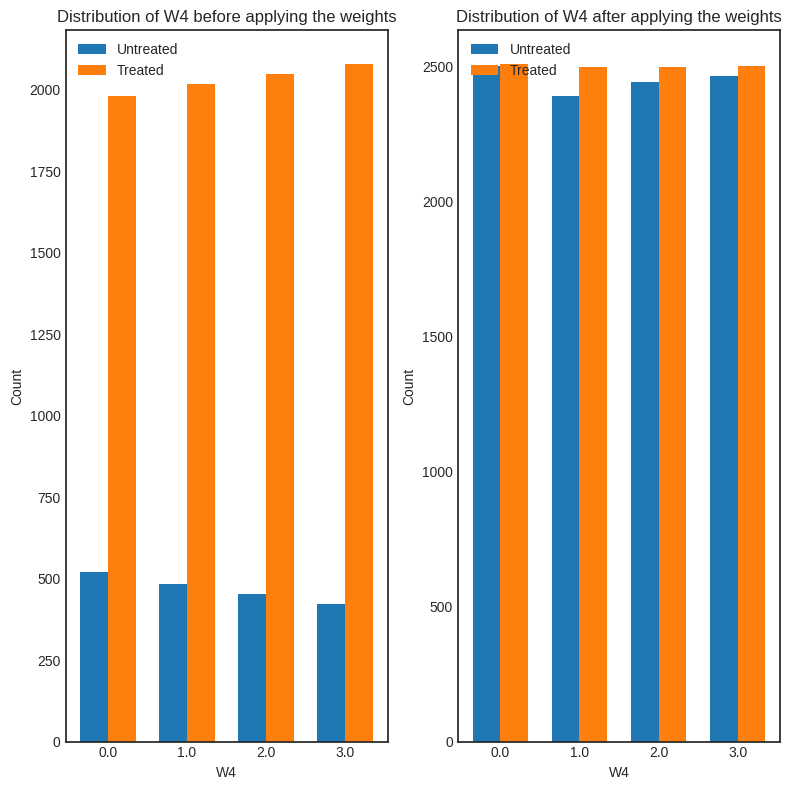 Distribution of W4 before applying the weights
Untreated
Treated
2000
1750
1500
1250
1000
750
500
250
0
Count
0.0 1.0 2.0 3.0
W4
Distribution of W4 after applying the weights
Untreated
Treated
2500
2000
1500
1000
500
0
Count
0.0 1.0 2.0 3.0
W4